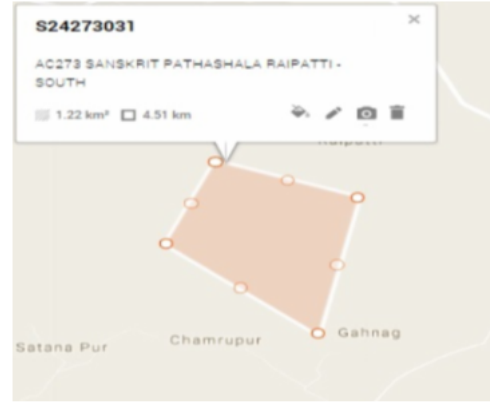 S24273031
AC273 SANSKRIT PATHASHALA RAIPATTI -
SOUTH
1.22 km² 4.51 km
Gahnag
Chamrupur
Satana Pur